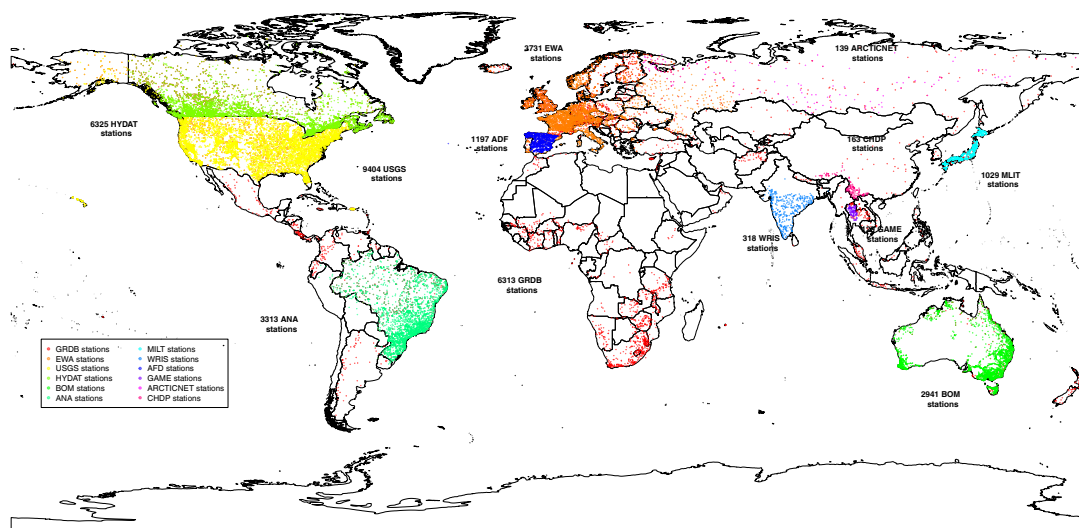 3731 EWA
stations
139 ARCTICNET
stations
6325 HYDAT
stations
1197 ADF
stations
163 CHDP
stations
9404 USGS
stations
1029 MLIT
stations
318 WRIS
stations
GAME
stations
6313 GRDB
stations
3313 ANA
stations
2941 BOM
stations
GRDB stations
EWA stations
USGS stations
HYDAT stations
BOM stations
ANA stations
MILT stations
WRIS stations
AFD stations
GAME stations
ARCTICNET stations
CHDP stations